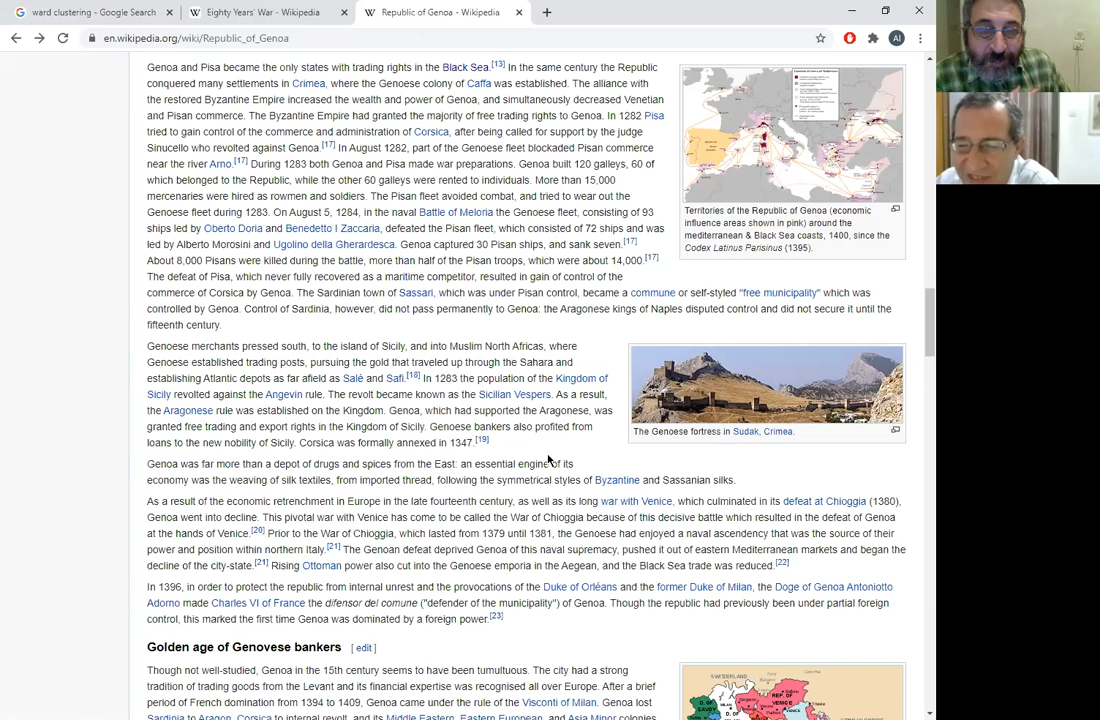 ward clustering - Google Search
Eighty Years' War - Wikipedia
Republic of Genoa - Wikipedia
en.wikipedia.org/wiki/Republic_of_Genoa
AI
Genoa and Pisa became the only states with trading rights in the Black Sea.[13] In the same century the Republic
conquered many settlements in Crimea, where the Genoese colony of Caffa was established. The alliance with
the restored Byzantine Empire increased the wealth and power of Genoa, and simultaneously decreased Venetian
and Pisan commerce. The Byzantine Empire had granted the majority of free trading rights to Genoa. In 1282 Pisa
tried to gain control of the commerce and administration of Corsica, after being called for support by the judge
Sinucello who revolted against Genoa.[17] In August 1282, part of the Genoese fleet blockaded Pisan commerce
near the river Arno.[17] During 1283 both Genoa and Pisa made war preparations. Genoa built 120 galleys, 60 of
which belonged to the Republic, while the other 60 galleys were rented to individuals. More than 15,000
mercenaries were hired as rowmen and soldiers. The Pisan fleet avoided combat, and tried to wear out the
Genoese fleet during 1283. On August 5, 1284, in the naval Battle of Meloria the Genoese fleet, consisting of 93
ships led by Oberto Doria and Benedetto I Zaccaria, defeated the Pisan fleet, which consisted of 72 ships and was
led by Alberto Morosini and Ugolino della Gherardesca. Genoa captured 30 Pisan ships, and sank seven.[17]
About 8,000 Pisans were killed during the battle, more than half of the Pisan troops, which were about 14,000.[17]
The defeat of Pisa, which never fully recovered as a maritime competitor, resulted in gain of control of the
commerce of Corsica by Genoa. The Sardinian town of Sassari, which was under Pisan control, became a commune or self-styled "free municipality" which was
controlled by Genoa. Control of Sardinia, however, did not pass permanently to Genoa: the Aragonese kings of Naples disputed control and did not secure it until the
fifteenth century.
Territories of the Republic of Genoa (economic
influence areas shown in pink) around the
mediterranean & Black Sea coasts, 1400, since the
Codex Latinus Parisinus (1395).
Genoese merchants pressed south, to the island of Sicily, and into Muslim North Africas, where
Genoese established trading posts, pursuing the gold that traveled up through the Sahara and
establishing Atlantic depots as far afield as Salé and Safi.[18] In 1283 the population of the Kingdom of
Sicily revolted against the Angevin rule. The revolt became known as the Sicilian Vespers. As a result,
the Aragonese rule was established on the Kingdom. Genoa, which had supported the Aragonese, was
granted free trading and export rights in the Kingdom of Sicily. Genoese bankers also profited from
loans to the new nobility of Sicily. Corsica was formally annexed in 1347.[19]
The Genoese fortress in Sudak, Crimea.
Genoa was far more than a depot of drugs and spices from the East: an essential engine of its
economy was the weaving of silk textiles, from imported thread, following the symmetrical styles of Byzantine and Sassanian silks.
As a result of the economic retrenchment in Europe in the late fourteenth century, as well as its long war with Venice, which culminated in its defeat at Chioggia (1380),
Genoa went into decline. This pivotal war with Venice has come to be called the War of Chioggia because of this decisive battle which resulted in the defeat of Genoa
at the hands of Venice.[20] Prior to the War of Chioggia, which lasted from 1379 until 1381, the Genoese had enjoyed a naval ascendency that was the source of their
power and position within northern Italy.[21] The Genoan defeat deprived Genoa of this naval supremacy, pushed it out of eastern Mediterranean markets and began the
decline of the city-state.[21] Rising Ottoman power also cut into the Genoese emporia in the Aegean, and the Black Sea trade was reduced.[22]
In 1396, in order to protect the republic from internal unrest and the provocations of the Duke of Orléans and the former Duke of Milan, the Doge of Genoa Antoniotto
Adorno made Charles VI of France the difensor del comune ("defender of the municipality") of Genoa. Though the republic had previously been under partial foreign
control, this marked the first time Genoa was dominated by a foreign power.[23]
Golden age of Genovese bankers [ edit ]
Though not well-studied, Genoa in the 15th century seems to have been tumultuous. The city had a strong
tradition of trading goods from the Levant and its financial expertise was recognised all over Europe. After a brief
period of French domination from 1394 to 1409, Genoa came under the rule of the Visconti of Milan. Genoa lost
Sardinia to Aragon, Corsica to internal revolt, and its Middle Eastern, Eastern European, and Asia Minor colonies
SWITZERLAND
REP. OF
VENICE
D. OF
SAVOY